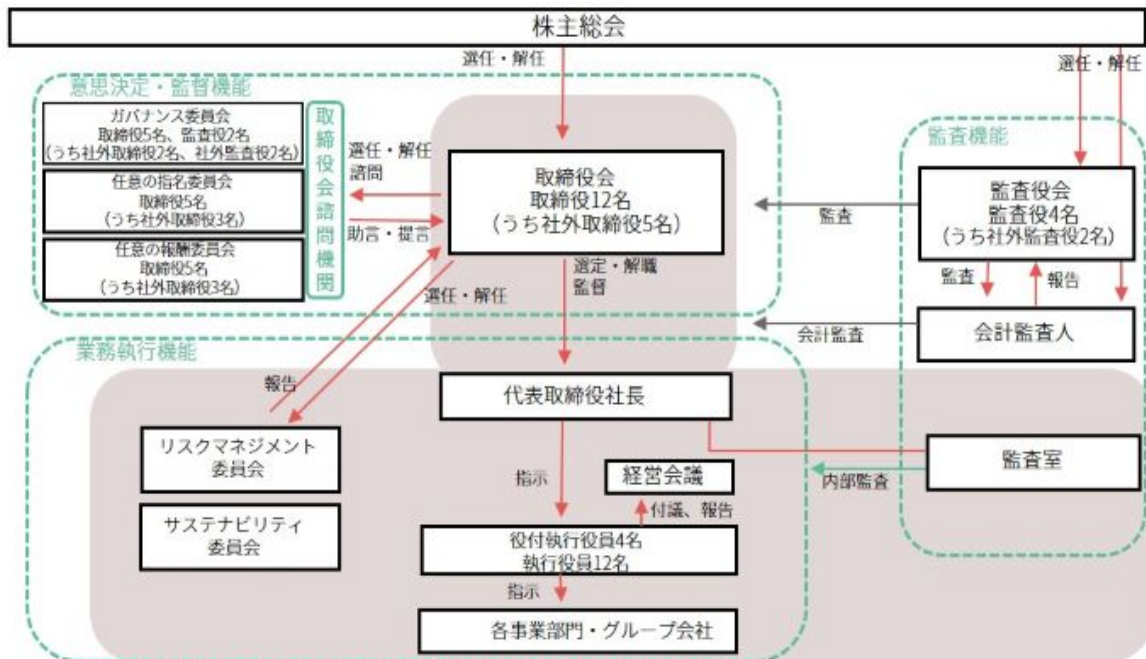 株主総会
選任・解任
選任・解任
意思決定・監督機能
ガバナンス委員会
取締役5名、監査役2名
(うち社外取締役2名、社外監査役2名)
任意の指名委員会
取締役5名
(うち社外取締役3名)
任意の報酬委員会
取締役5名
(うち社外取締役3名)
取締役会諮問機関
選任・解任
諮問
助言・提言
取締役会
取締役12名
(うち社外取締役5名)
監査機能
監査役会
監査役4名
(うち社外監査役2名)
監査
監査
報告
選任・解任
選定・解職
監督
会計監査
会計監査人
業務執行機能
報告
代表取締役社長
リスクマネジメント
委員会
サステナビリティ
委員会
指示
経営会議
付議、報告
内部監査
監査室
役付執行役員4名
執行役員12名
指示
各事業部門・グループ会社